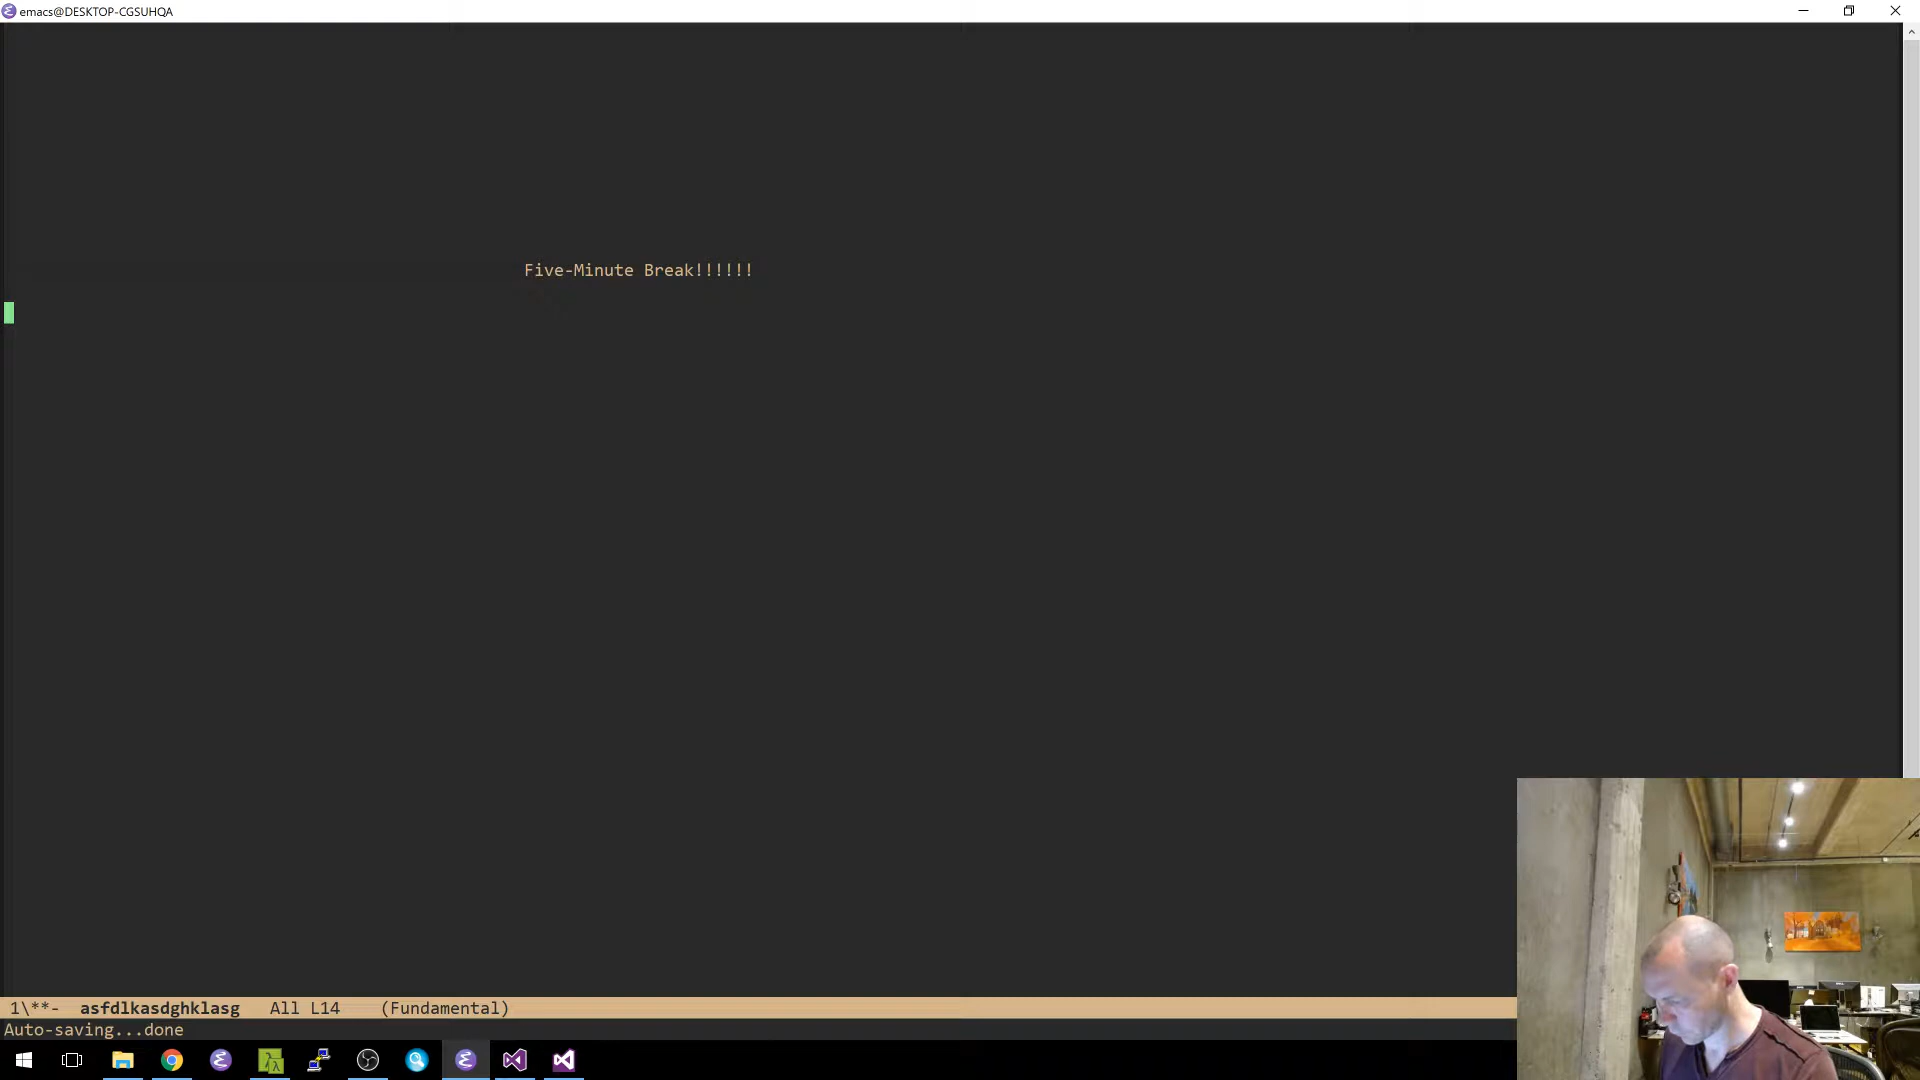 emacs@DESKTOP-CGSUHQA
Five-Minute Break!!!!!!
1\**-  asfdlkasdghklasg   All L14    (Fundamental)
Auto-saving...done